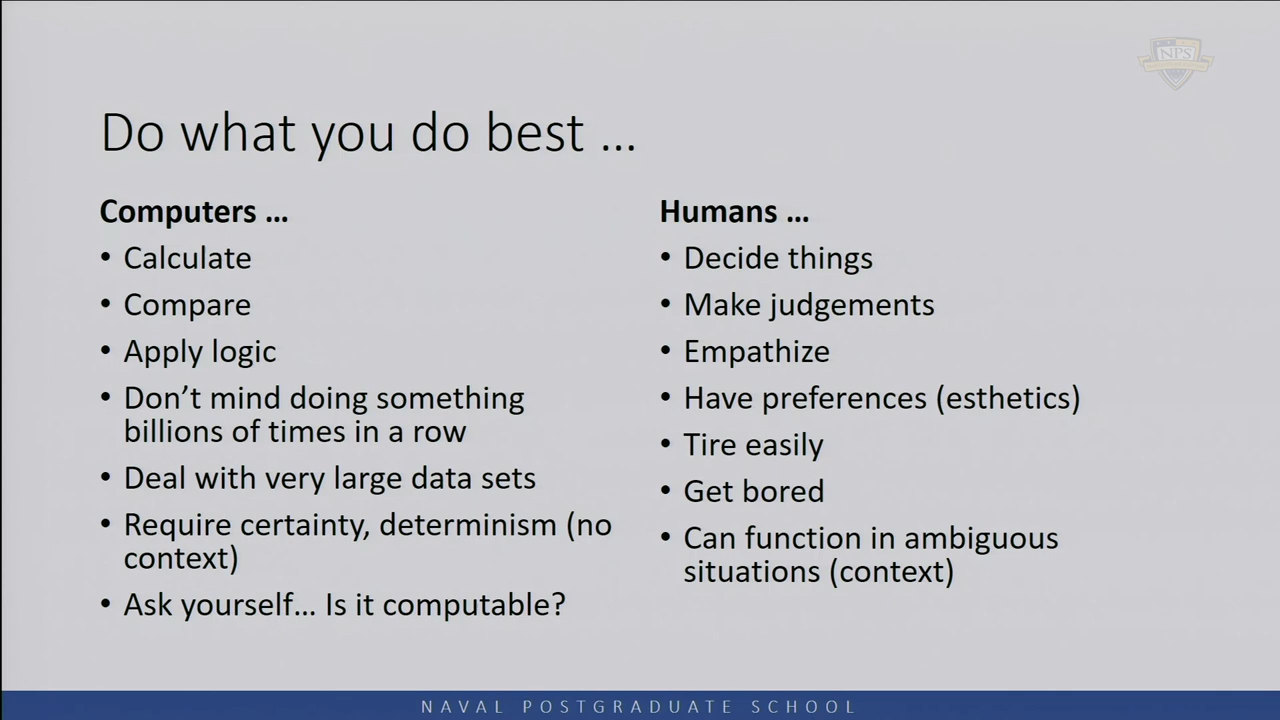 NPS
Do what you do best …
Computers …
• Calculate
• Compare
• Apply logic
• Don’t mind doing something
billions of times in a row
• Deal with very large data sets
• Require certainty, determinism (no
context)
• Ask yourself… Is it computable?
Humans …
• Decide things
• Make judgements
• Empathize
• Have preferences (esthetics)
• Tire easily
• Get bored
• Can function in ambiguous
situations (context)
NAVAL POSTGRADUATE SCHOOL